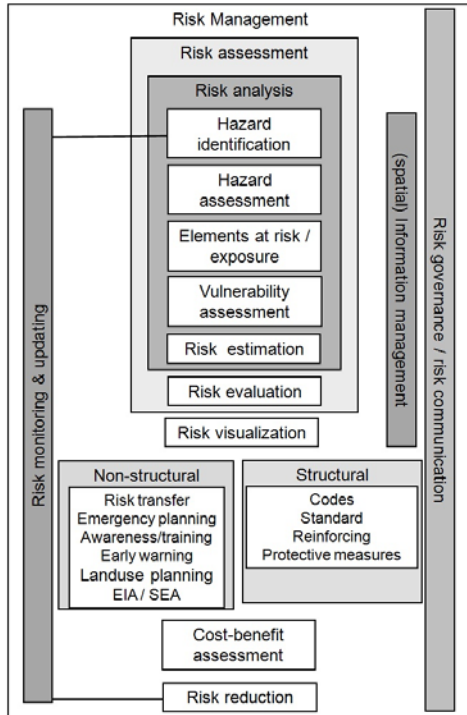 Risk Management
Risk assessment
Risk analysis
Hazard
identification
Hazard
assessment
Elements at risk /
exposure
Vulnerability
assessment
Risk estimation
Risk evaluation
Risk visualization
Non-structural
Risk transfer
Emergency planning
Awareness/training
Early warning
Landuse planning
EIA / SEA
Structural
Codes
Standard
Reinforcing
Protective measures
Cost-benefit
assessment
Risk reduction
Risk monitoring & updating
(spatial) Information management
Risk governance / risk communication